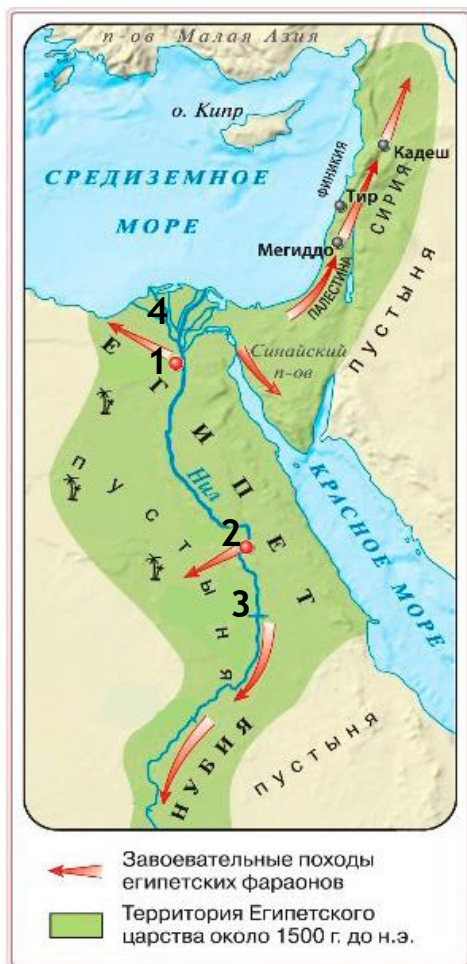 п-ов Малая Азия
о. Кипр
СРЕДИЗЕМНОЕ
МОРЕ
Кадеш
ФИНИКИЯ
Тир
СИРИЯ
Мегиддо
ПАЛЕСТИНА
ПУСТЫНЯ
4
1
Синайский
п-ов
ЕГИПЕТ
ПУСТЫНЯ
Нил
КРАСНОЕ МОРЕ
2
3
НУБИЯ
ПУСТЫНЯ
Завоевательные походы
египетских фараонов
Территория Египетского
царства около 1500 г. до н.э.